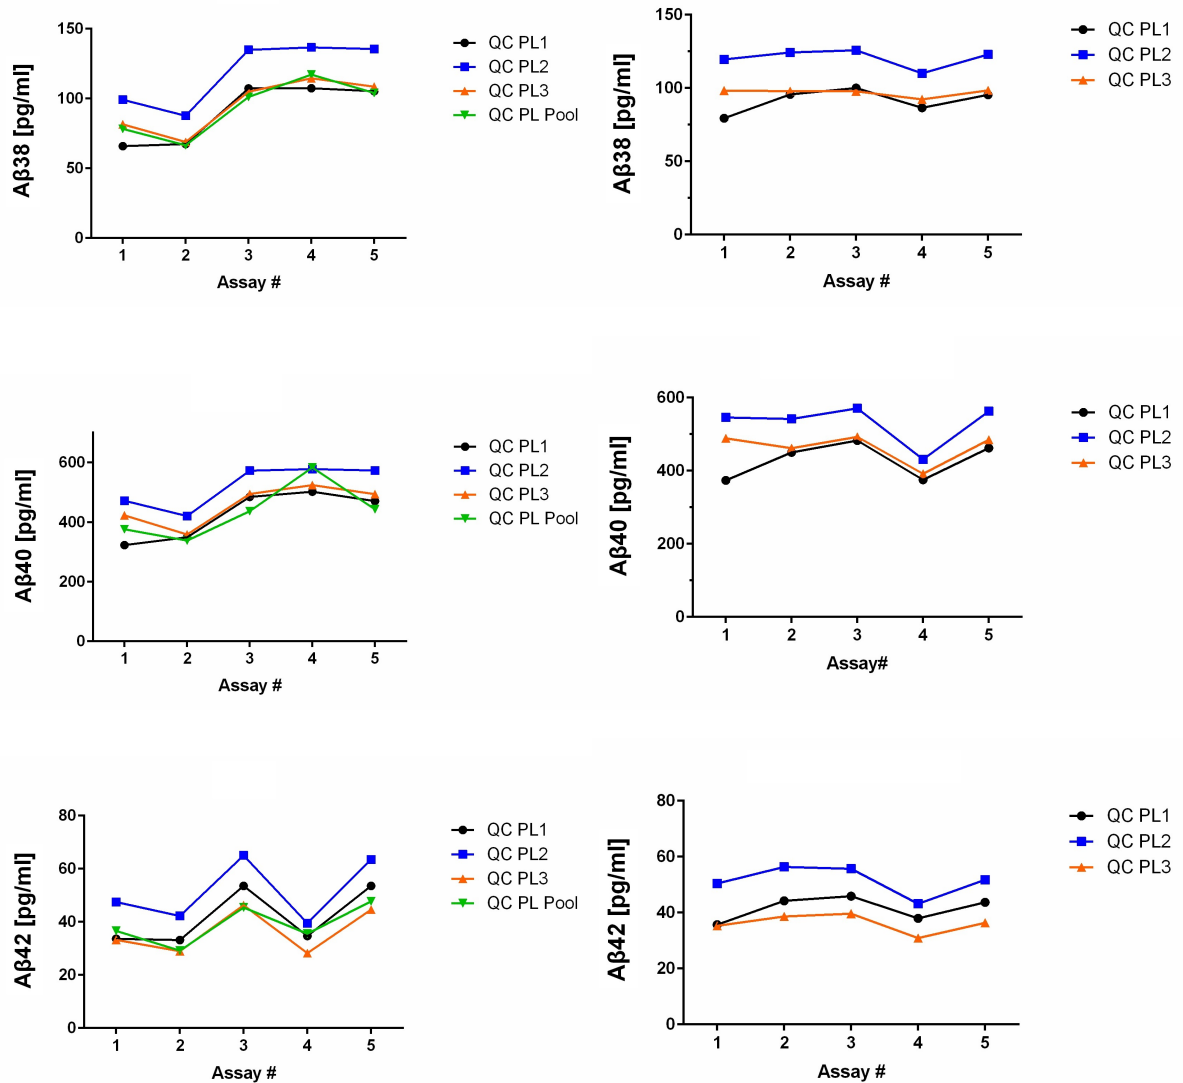 Aβ38 [pg/ml]
150
100
50
0
1 2 3 4 5
Assay #
QC PL1
QC PL2
QC PL3
QC PL Pool
Aβ38 [pg/ml]
150
100
50
0
1 2 3 4 5
Assay #
QC PL1
QC PL2
QC PL3
Aβ40 [pg/ml]
600
400
200
0
1 2 3 4 5
Assay #
QC PL1
QC PL2
QC PL3
QC PL Pool
Aβ40 [pg/ml]
600
400
200
0
1 2 3 4 5
Assay#
QC PL1
QC PL2
QC PL3
Aβ42 [pg/ml]
80
60
40
20
0
1 2 3 4 5
Assay #
QC PL1
QC PL2
QC PL3
QC PL Pool
Aβ42 [pg/ml]
80
60
40
20
0
1 2 3 4 5
Assay #
QC PL1
QC PL2
QC PL3